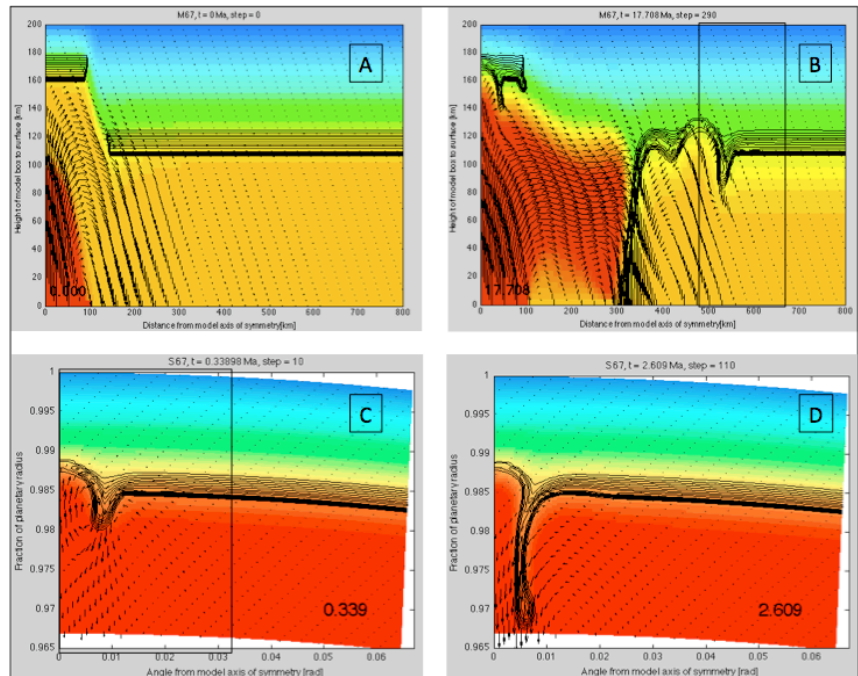 M67, t = 0 Ma, step = 0
A
Height of model box to surface [km]
200
180
160
140
120
100
80
60
40
20
0
0.000
0 100 200 300 400 500 600 700 800
Distance from model axis of symmetry[km]
M67, t = 17.708 Ma, step = 290
B
Height of model box to surface [km]
200
180
160
140
120
100
80
60
40
20
0
17.708
0 100 200 300 400 500 600 700 800
Distance from model axis of symmetry[km]
S67, t = 0.33898 Ma, step = 10
C
Fraction of planetary radius
1
0.995
0.99
0.985
0.98
0.975
0.97
0.965
0.339
0 0.01 0.02 0.03 0.04 0.05 0.06
Angle from model axis of symmetry [rad]
S67, t = 2.609 Ma, step = 110
D
Fraction of planetary radius
1
0.995
0.99
0.985
0.98
0.975
0.97
0.965
2.609
0 0.01 0.02 0.03 0.04 0.05 0.06
Angle from model axis of symmetry [rad]